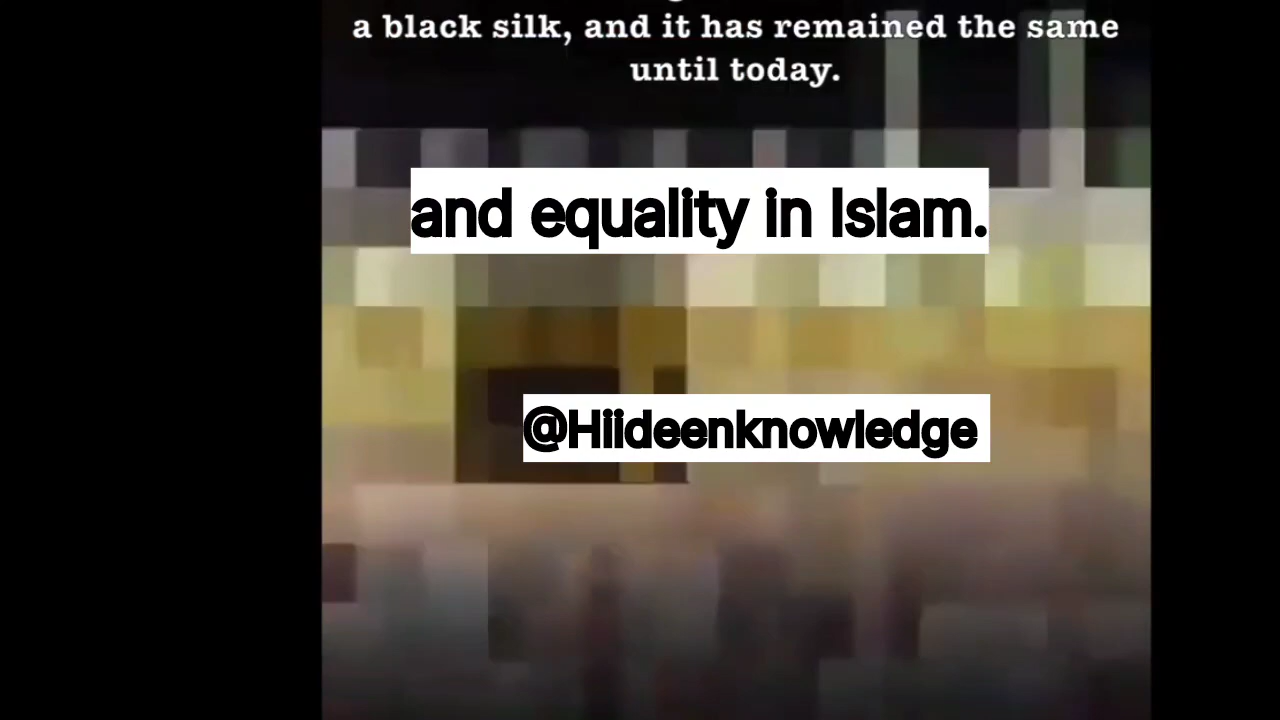 a black silk, and it has remained the same
until today.
and equality in Islam.
@Hiideenknowledge